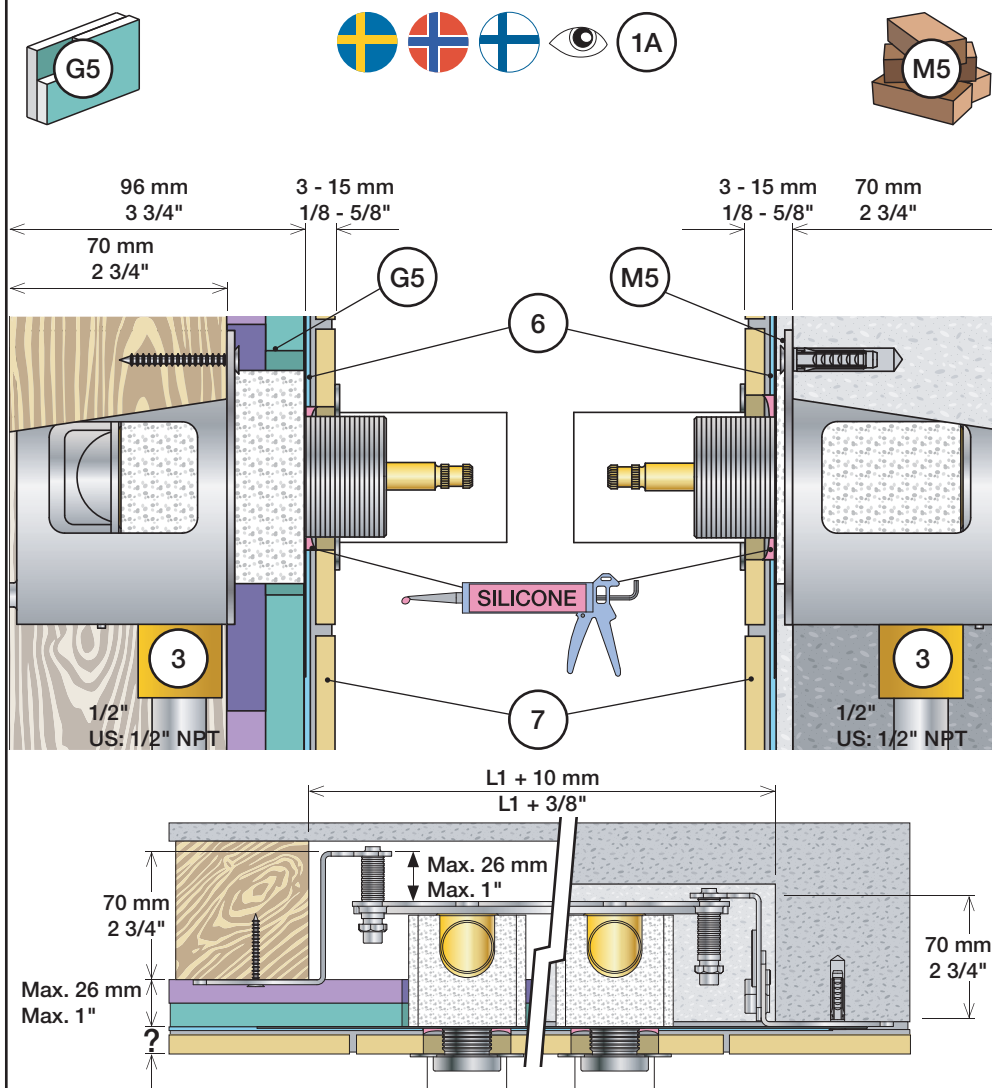 G5
1A
M5
96 mm
3 3/4"
3 - 15 mm
1/8 - 5/8"
3 - 15 mm
1/8 - 5/8"
70 mm
2 3/4"
70 mm
2 3/4"
G5
M5
6
SILICONE
3
3
1/2"
US: 1/2" NPT
7
1/2"
US: 1/2" NPT
L1 + 10 mm
L1 + 3/8"
Max. 26 mm
Max. 1"
70 mm
2 3/4"
70 mm
2 3/4"
Max. 26 mm
Max. 1"
?